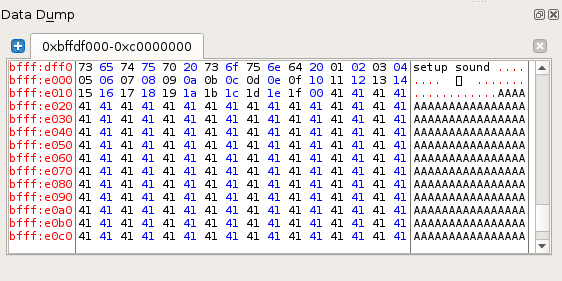 Data Dump
0xbffdf000-0xc0000000
bfff:dff0 73 65 74 75 70 20 73 6f 75 6e 64 20 01 02 03 04 setup sound ....
bfff:e000 05 06 07 08 09 0a 0b 0c 0d 0e 0f 10 11 12 13 14 .... .......
bfff:e010 15 16 17 18 19 1a 1b 1c 1d 1e 1f 00 41 41 41 41 ............AAAA
bfff:e020 41 41 41 41 41 41 41 41 41 41 41 41 41 41 41 41 AAAAAAAAAAAAAAAA
bfff:e030 41 41 41 41 41 41 41 41 41 41 41 41 41 41 41 41 AAAAAAAAAAAAAAAA
bfff:e040 41 41 41 41 41 41 41 41 41 41 41 41 41 41 41 41 AAAAAAAAAAAAAAAA
bfff:e050 41 41 41 41 41 41 41 41 41 41 41 41 41 41 41 41 AAAAAAAAAAAAAAAA
bfff:e060 41 41 41 41 41 41 41 41 41 41 41 41 41 41 41 41 AAAAAAAAAAAAAAAA
bfff:e070 41 41 41 41 41 41 41 41 41 41 41 41 41 41 41 41 AAAAAAAAAAAAAAAA
bfff:e080 41 41 41 41 41 41 41 41 41 41 41 41 41 41 41 41 AAAAAAAAAAAAAAAA
bfff:e090 41 41 41 41 41 41 41 41 41 41 41 41 41 41 41 41 AAAAAAAAAAAAAAAA
bfff:e0a0 41 41 41 41 41 41 41 41 41 41 41 41 41 41 41 41 AAAAAAAAAAAAAAAA
bfff:e0b0 41 41 41 41 41 41 41 41 41 41 41 41 41 41 41 41 AAAAAAAAAAAAAAAA
bfff:e0c0 41 41 41 41 41 41 41 41 41 41 41 41 41 41 41 41 AAAAAAAAAAAAAAAA